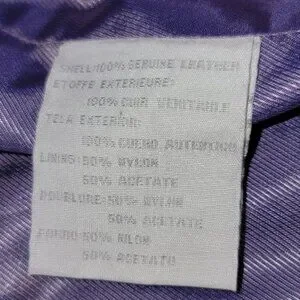 SHELL:100% GENUINE LEATHER
ETOFFE EXTERIEURE:
100% CUIR VERITABLE
TELA EXTERIOR:
100% CUERO AUTENTICO
LINING: 50% NYLON
50% ACETATE
DOUBLURE: 50% NYLON
50% ACETATE
FORRO: 50% NILON
50% ACETATE